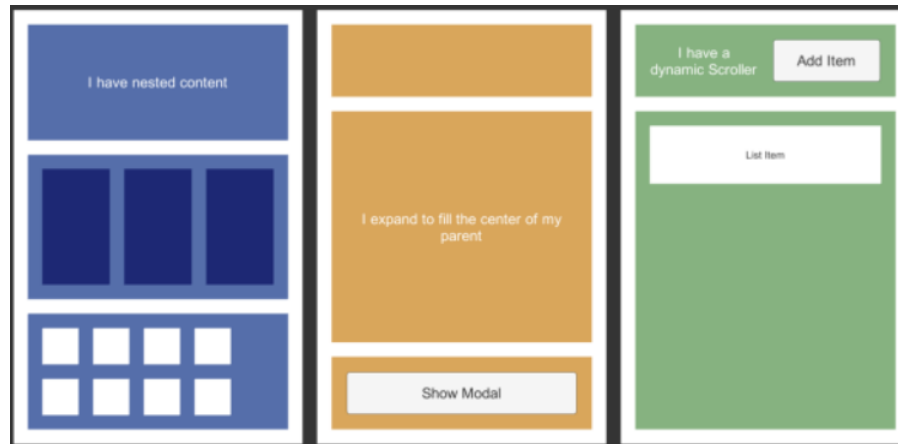 I have nested content
I expand to fill the center of my
parent
Show Modal
I have a
dynamic Scroller
Add Item
List Item